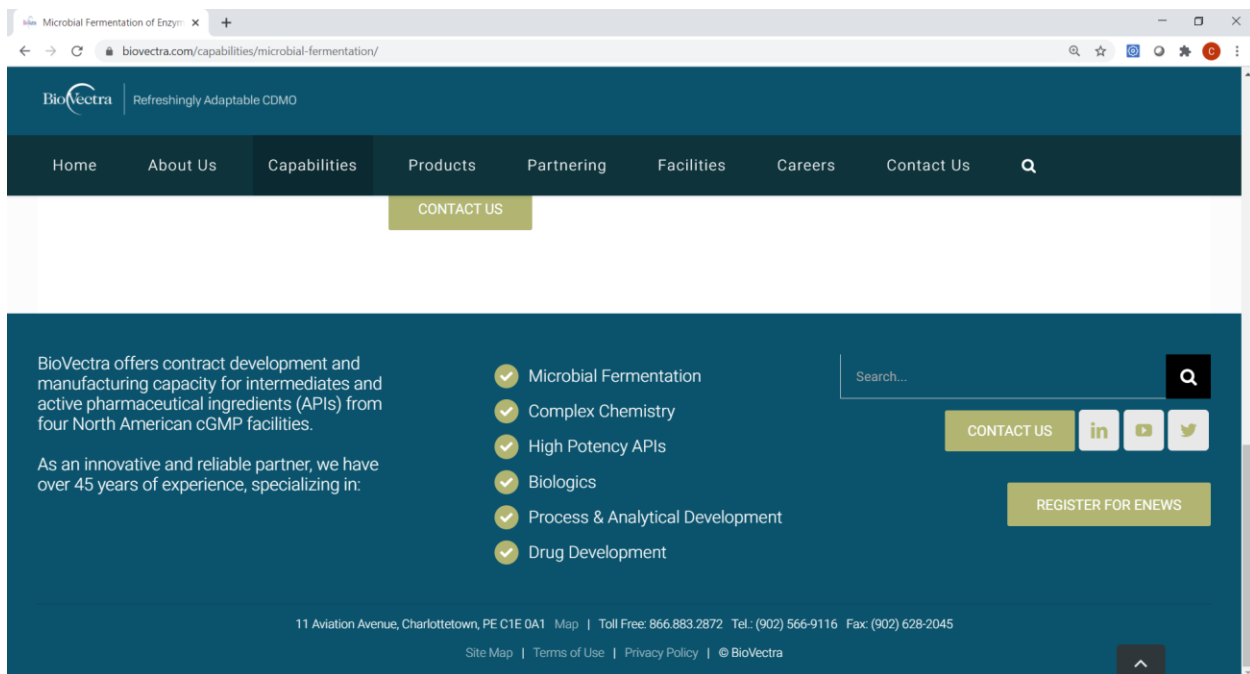 Microbial Fermentation of Enzym
biovectra.com/capabilities/microbial-fermentation/
C
BioVectra
Refreshingly Adaptable CDMO
Home About Us Capabilities Products Partnering Facilities Careers Contact Us
CONTACT US
BioVectra offers contract development and
manufacturing capacity for intermediates and
active pharmaceutical ingredients (APIs) from
four North American cGMP facilities.
As an innovative and reliable partner, we have
over 45 years of experience, specializing in:
Microbial Fermentation
Complex Chemistry
High Potency APIs
Biologics
Process & Analytical Development
Drug Development
Search...
CONTACT US in
REGISTER FOR ENEWS
11 Aviation Avenue, Charlottetown, PE C1E 0A1 Map | Toll Free: 866.883.2872 Tel.: (902) 566-9116 Fax: (902) 628-2045
Site Map | Terms of Use | Privacy Policy | © BioVectra